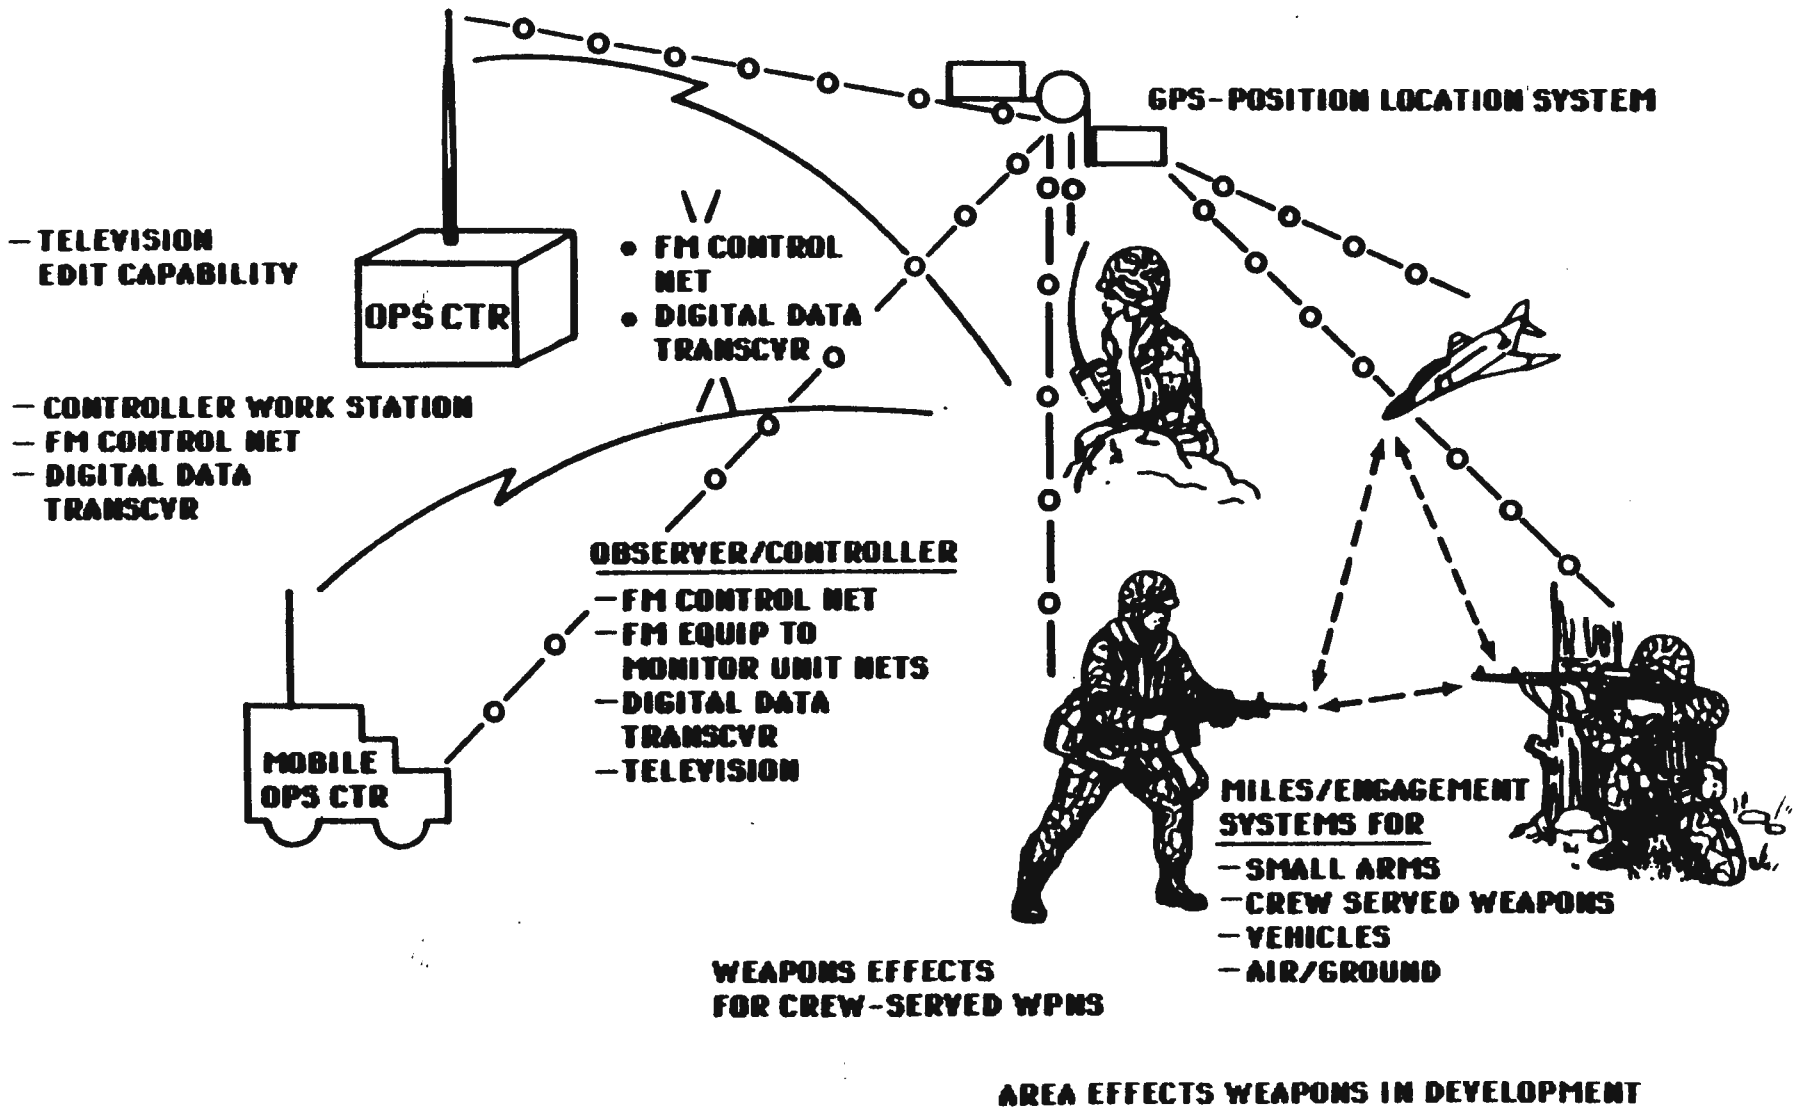 GPS-POSITION LOCATION SYSTEM
– TELEVISION
EDIT CAPABILITY
OPS CTR
• FM CONTROL
NET
• DIGITAL DATA
TRANSCVR
– CONTROLLER WORK STATION
– FM CONTROL NET
– DIGITAL DATA
TRANSCVR
OBSERVER/CONTROLLER
– FM CONTROL NET
– FM EQUIP TO
MONITOR UNIT NETS
– DIGITAL DATA
TRANSCVR
– TELEVISION
MOBILE
OPS CTR
MILES/ENGAGEMENT
SYSTEMS FOR
– SMALL ARMS
– CREW SERVED WEAPONS
– VEHICLES
– AIR/GROUND
WEAPONS EFFECTS
FOR CREW-SERVED WPNS
AREA EFFECTS WEAPONS IN DEVELOPMENT